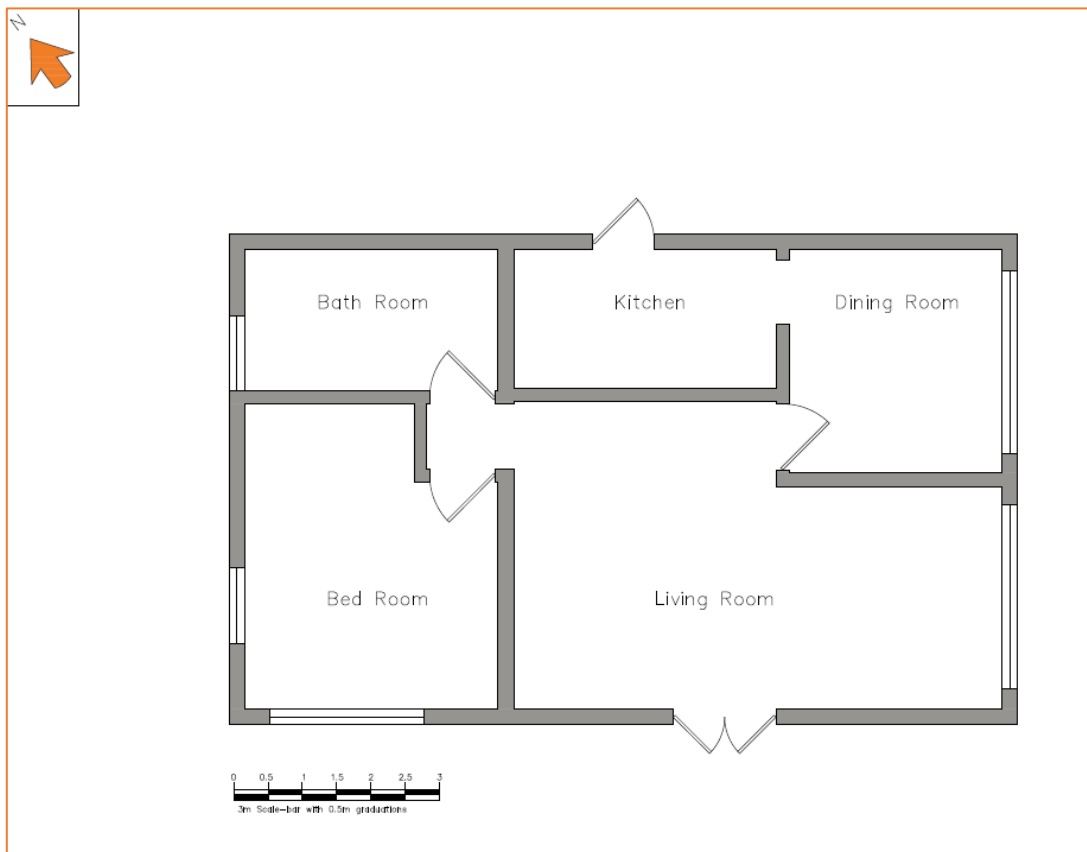 N
Bath Room
Kitchen
Dining Room
Bed Room
Living Room
0 0.5 1 1.5 2 2.5 3
3m Scale-bar with 0.5m graduations